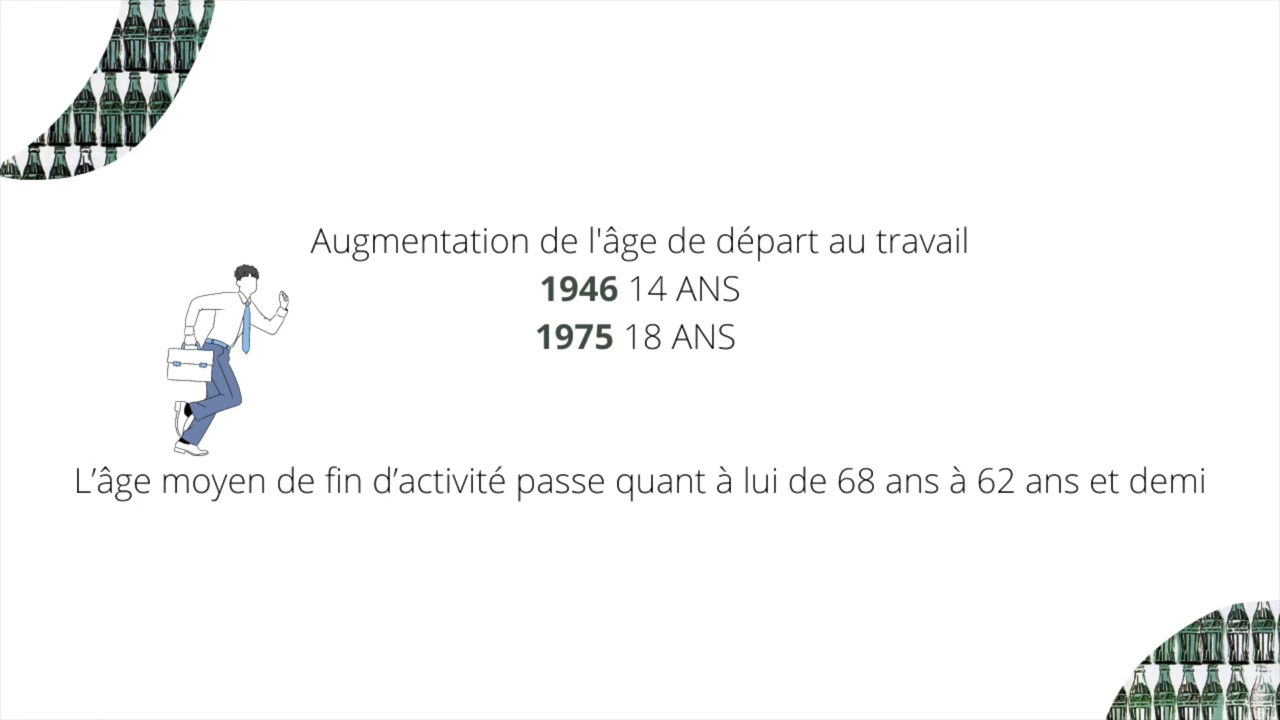 Augmentation de l'âge de départ au travail
1946 14 ANS
1975 18 ANS
L’âge moyen de fin d’activité passe quant à lui de 68 ans à 62 ans et demi